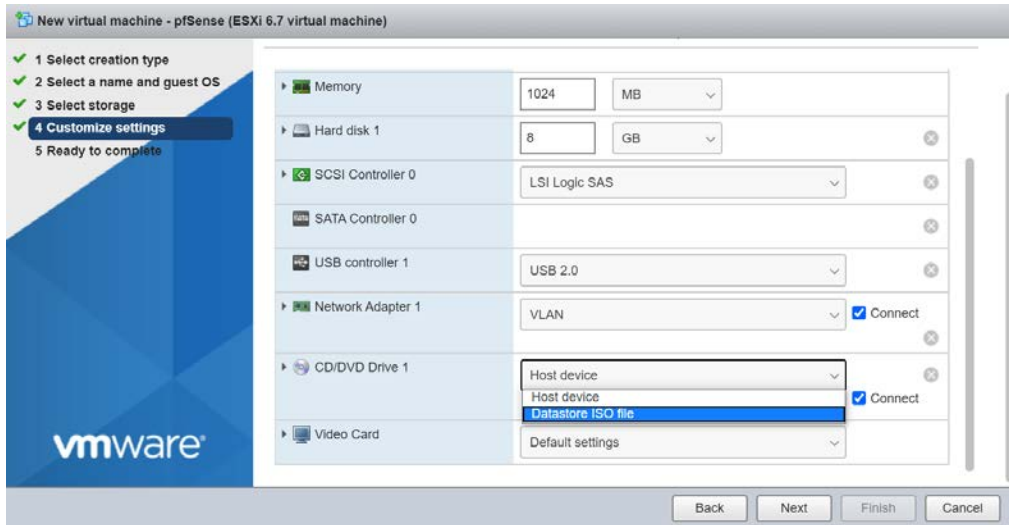 New virtual machine - pfSense (ESXi 6.7 virtual machine)
1 Select creation type
2 Select a name and guest OS
3 Select storage
4 Customize settings
5 Ready to complete
Memory 1024 MB
Hard disk 1 8 GB
SCSI Controller 0 LSI Logic SAS
SATA Controller 0
USB controller 1 USB 2.0
Network Adapter 1 VLAN Connect
CD/DVD Drive 1 Host device
Host device Connect
Datastore ISO file
Video Card Default settings
vmware
Back Next Finish Cancel